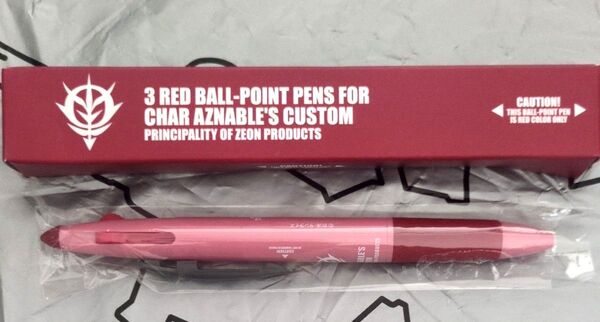 3 RED BALL-POINT PENS FOR
CHAR AZNABLE'S CUSTOM
PRINCIPALITY OF ZEON PRODUCTS
CAUTION!
THIS BALL-POINT PEN
IS RED COLOR ONLY